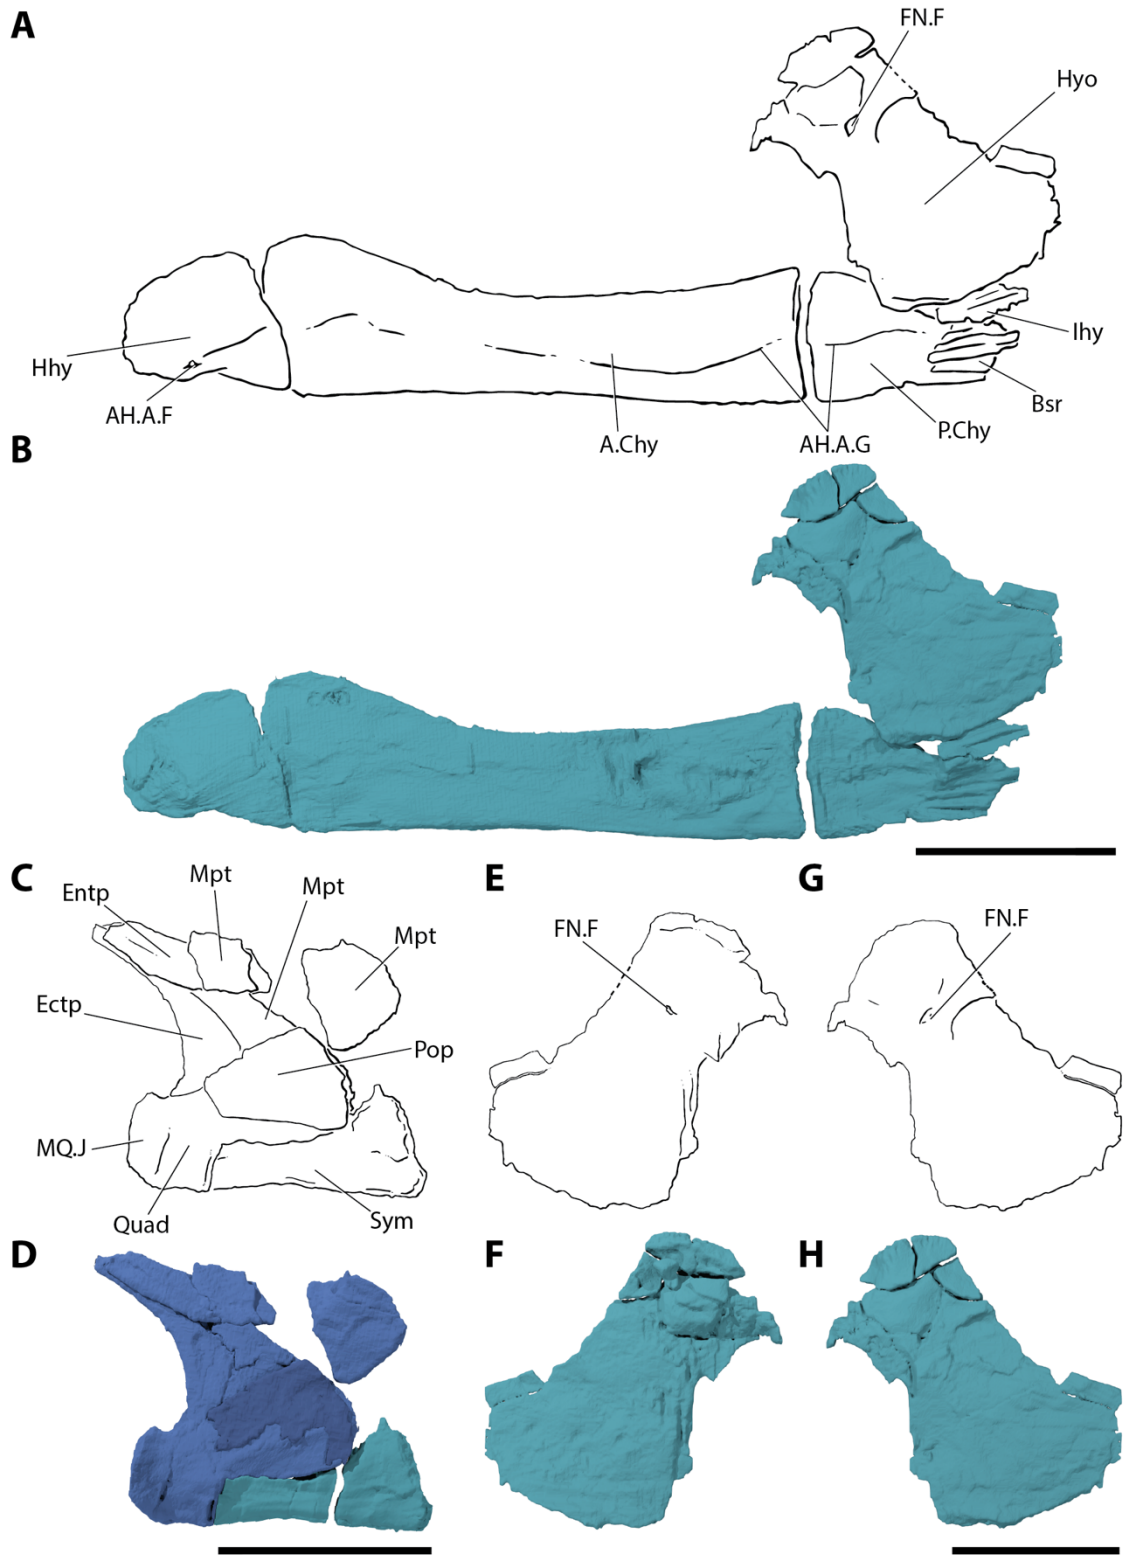 A
FN.F
Hyo
Hhy
AH.A.F
A.Chy
AH.A.G
P.Chy
Bsr
Ihy
B
C
Entp
Mpt
Mpt
Mpt
Ectp
Pop
MQ.J
Quad
Sym
E
FN.F
G
FN.F
D
F
H